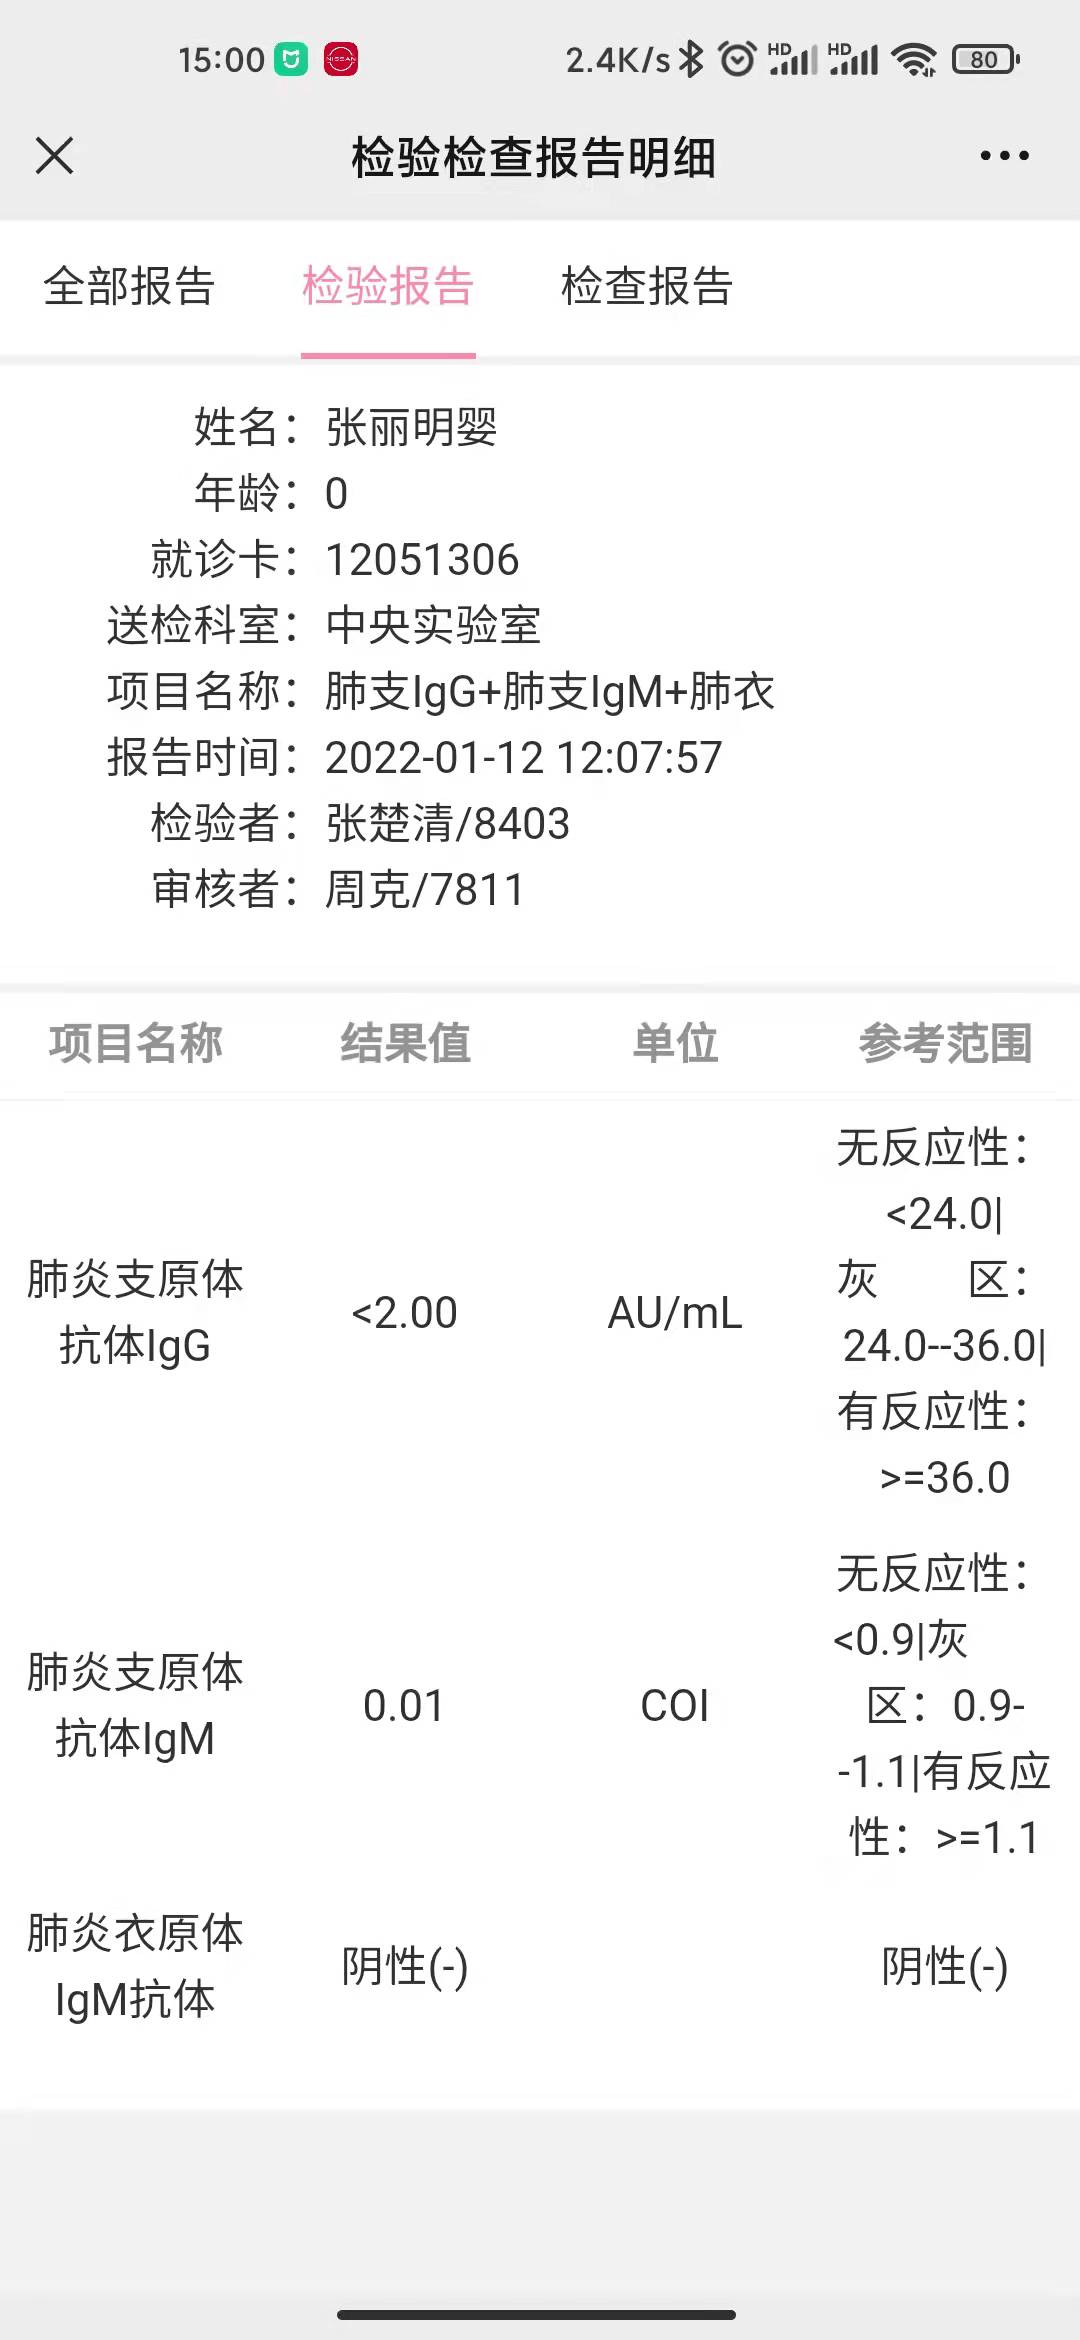 15:00 NISSAN 2.4K/s HD HD 80
检验检查报告明细
全部报告 检验报告 检查报告
姓名：张丽明婴
年龄：0
就诊卡：12051306
送检科室：中央实验室
项目名称：肺支IgG+肺支IgM+肺衣
报告时间：2022-01-12 12:07:57
检验者：张楚清/8403
审核者：周克/7811
项目名称 结果值 单位 参考范围
无反应性：
<24.0|
灰 区：
24.0--36.0|
有反应性：
>=36.0
肺炎支原体
抗体IgG
<2.00
AU/mL
无反应性：
<0.9|灰
区：0.9-
-1.1|有反应
性：>=1.1
肺炎支原体
抗体IgM
0.01
COI
肺炎衣原体
IgM抗体
阴性(-)
阴性(-)